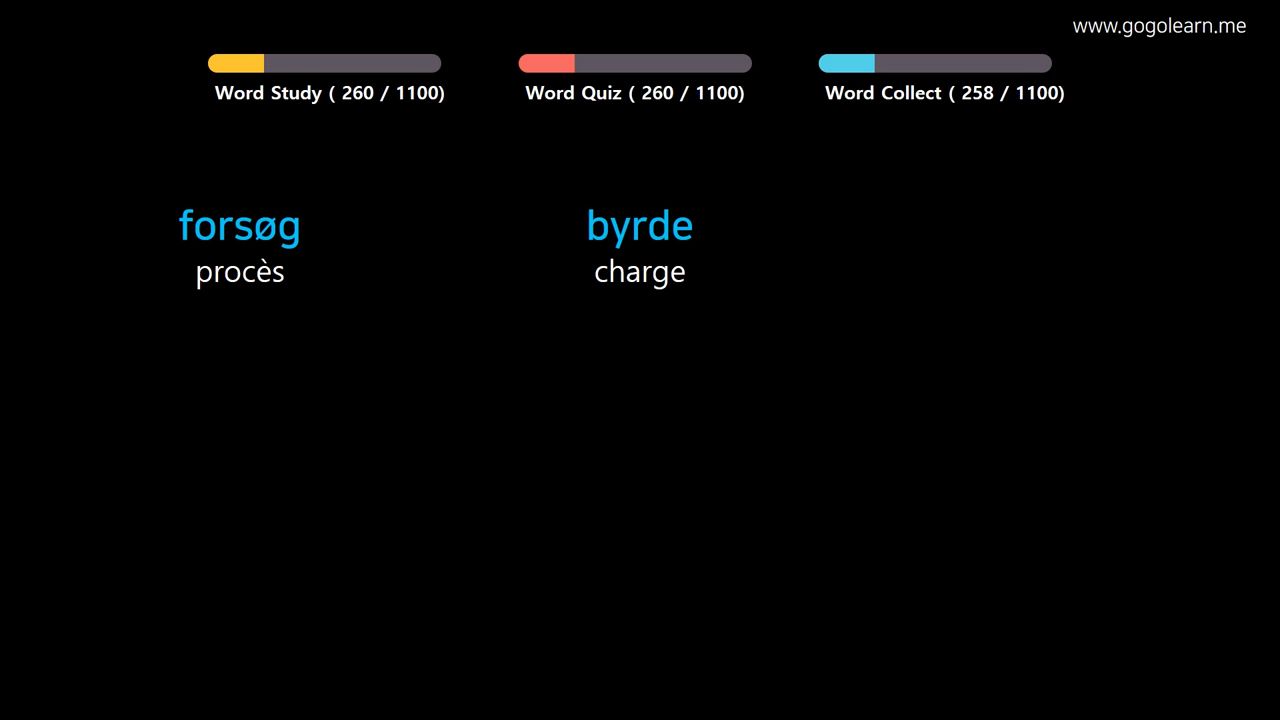 www.gogolearn.me
Word Study ( 260 / 1100)
Word Quiz ( 260 / 1100)
Word Collect ( 258 / 1100)
forsøg
procès
byrde
charge